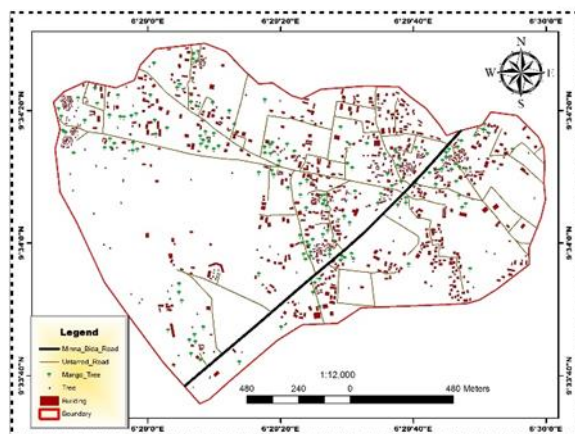 6°29'0"E 6°29'20"E 6°29'40"E 6°30'0"E
N
W E
S
Legend
Minna_Bida_Road
Untarred_Road
Mango_Tree
Tree
Building
Boundary
1:12,000
480 240 0 480 Meters
6°29'0"E 6°29'20"E 6°29'40"E 6°30'0"E